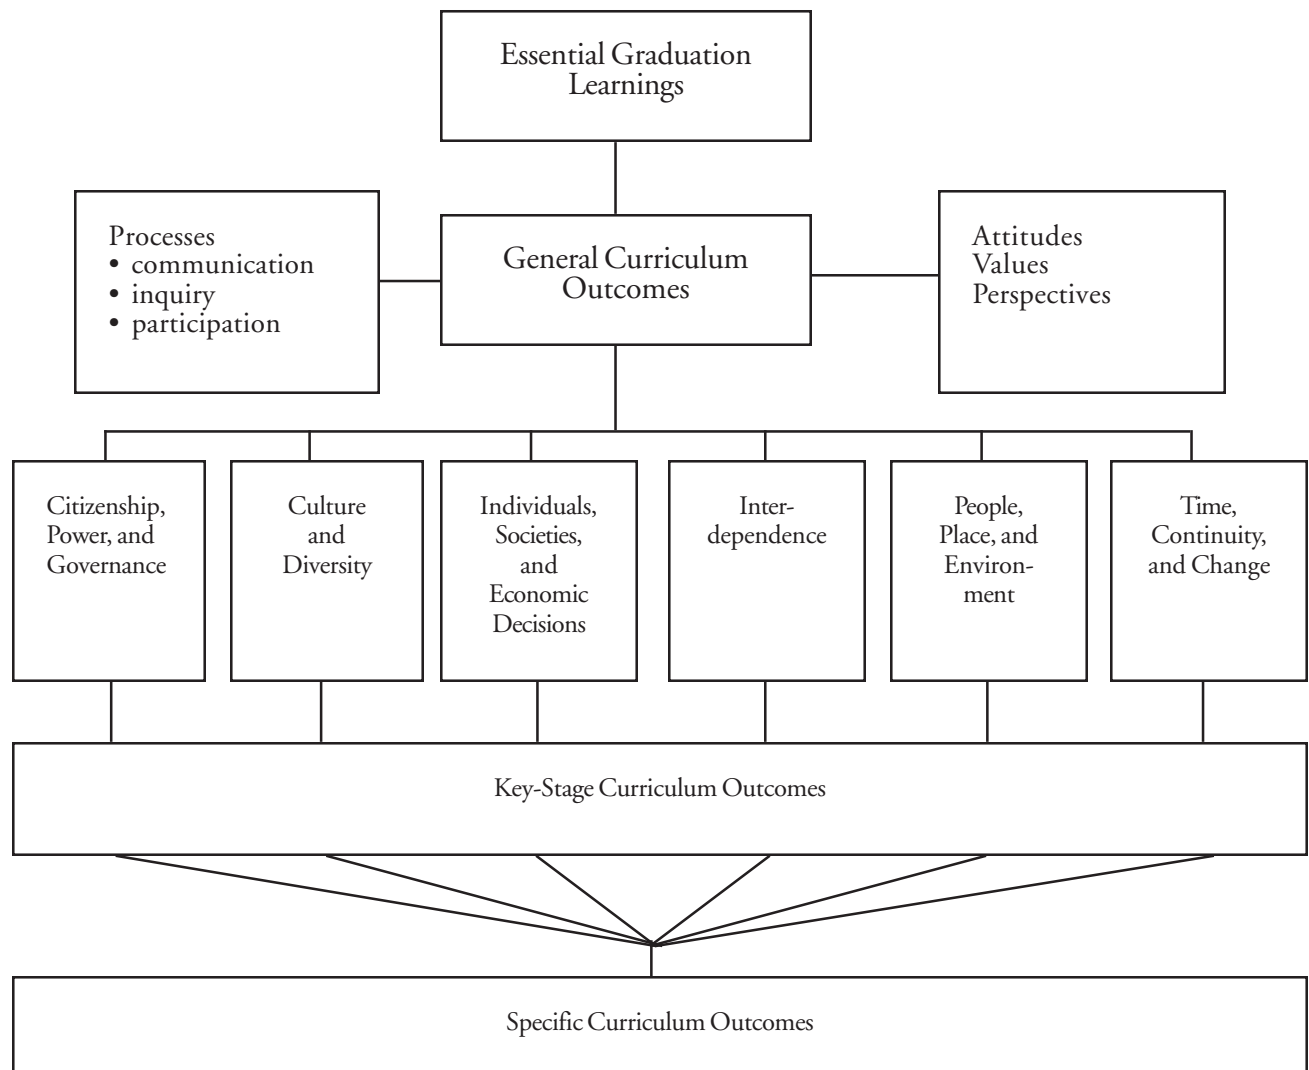 Essential Graduation
Learnings
Processes
• communication
• inquiry
• participation
General Curriculum
Outcomes
Attitudes
Values
Perspectives
Citizenship,
Power, and
Governance
Culture
and
Diversity
Individuals,
Societies,
and
Economic
Decisions
Inter-
dependence
People,
Place, and
Environ-
ment
Time,
Continuity,
and Change
Key-Stage Curriculum Outcomes
Specific Curriculum Outcomes